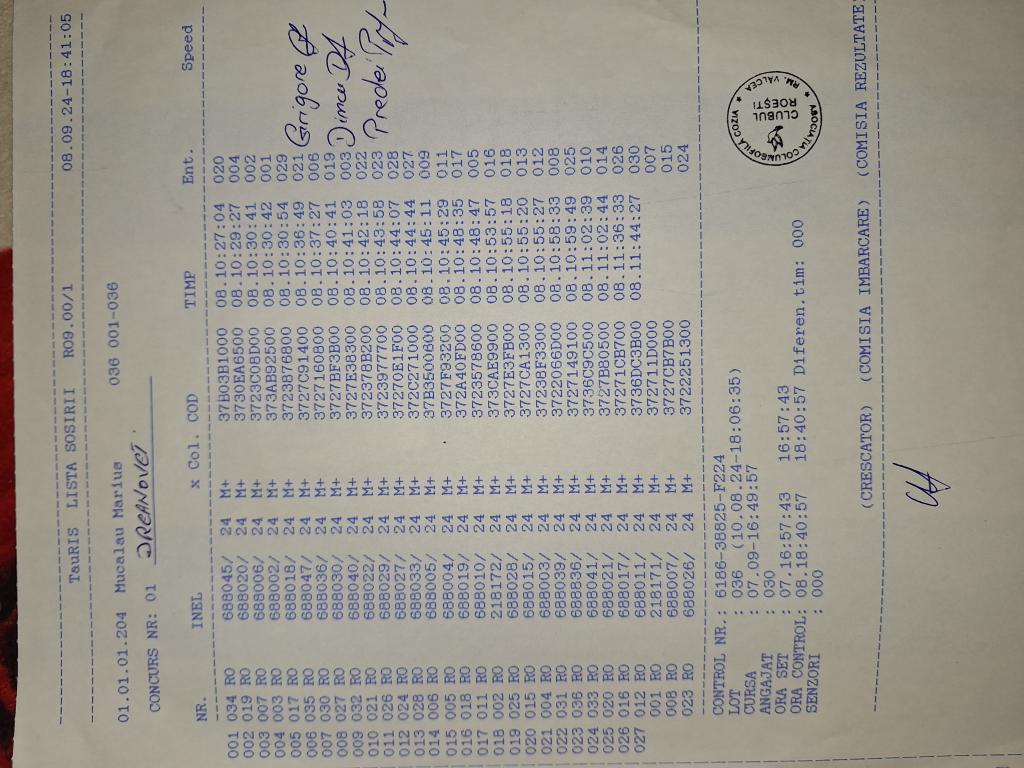 TauRIS LISTA SOSIRII R09.00/1 08.09.24-18:41:05
01.01.01.204 Mucalau Marius 036 001-036
CONCURS NR: 01 DREANOVET
NR. INEL x Col. COD TIMP Ent. Speed
001 034 RO 688045/ 24 M+ 37B03B1000 08.10:27:04 020
002 019 RO 688020/ 24 M+ 3730EA8500 08.10:29:27 004
003 007 RO 688006/ 24 M+ 3723C08D00 08.10:30:41 002
004 003 RO 688002/ 24 M+ 373AB92500 08.10:30:42 001
005 017 RO 688018/ 24 M+ 3723876800 08.10:30:54 029
006 035 RO 688047/ 24 M+ 3727C91400 08.10:36:49 021 Grigore
007 030 RO 688036/ 24 M+ 3727160800 08.10:37:27 006
008 027 RO 688030/ 24 M+ 3727BF3B00 08.10:40:41 019
009 032 RO 688040/ 24 M+ 3727E38300 08.10:41:03 003 Dincu
010 021 RO 688022/ 24 M+ 372378B200 08.10:42:18 022
011 026 RO 688029/ 24 M+ 3723977700 08.10:43:58 023 Predei
012 024 RO 688027/ 24 M+ 37270E1F00 08.10:44:07 028
013 028 RO 688033/ 24 M+ 372C271000 08.10:44:44 027
014 006 RO 688005/ 24 M+ 37B3500800 08.10:45:11 009
015 005 RO 688004/ 24 M+ 3727F93200 08.10:45:29 011
016 018 RO 688019/ 24 M+ 372A40FD00 08.10:48:35 017
017 011 RO 688010/ 24 M+ 3723578600 08.10:48:47 005
018 002 RO 218172/ 24 M+ 373CAE9900 08.10:53:57 016
019 025 RO 688028/ 24 M+ 3727E3FB00 08.10:55:18 018
020 015 RO 688015/ 24 M+ 3727CA1300 08.10:55:20 013
021 004 RO 688003/ 24 M+ 37238F3300 08.10:55:27 012
022 031 RO 688039/ 24 M+ 3722066D00 08.10:58:33 008
023 036 RO 688836/ 24 M+ 3727149100 08.10:59:49 025
024 033 RO 688041/ 24 M+ 3736C9C500 08.11:02:39 010
025 020 RO 688021/ 24 M+ 3727B80500 08.11:02:44 014
026 016 RO 688017/ 24 M+ 37271CB700 08.11:36:33 026
027 012 RO 688011/ 24 M+ 3736DC3B00 08.11:44:27 030
001 RO 218171/ 24 M+ 372711D000 007
008 RO 688007/ 24 M+ 3727CB7B00 015
023 RO 688026/ 24 M+ 3722251300 024
CONTROL NR.: 6186-38825-F224
LOT : 036 (10.08.24-18:06:35)
CURSA : 07.09-16:49:57
ANGAJAT : 030
ORA SET : 07.16:57:43 16:57:43
ORA CONTROL: 08.18:40:57 18:40:57 Diferen.tim: 000
SENZORI : 000
ASOCIATIA COLUMBOFILA COZIA * RM. VALCEA *
CLUBUL
ROEŞTI
(CRESCATOR) (COMISIA IMBARCARE) (COMISIA REZULTATE)